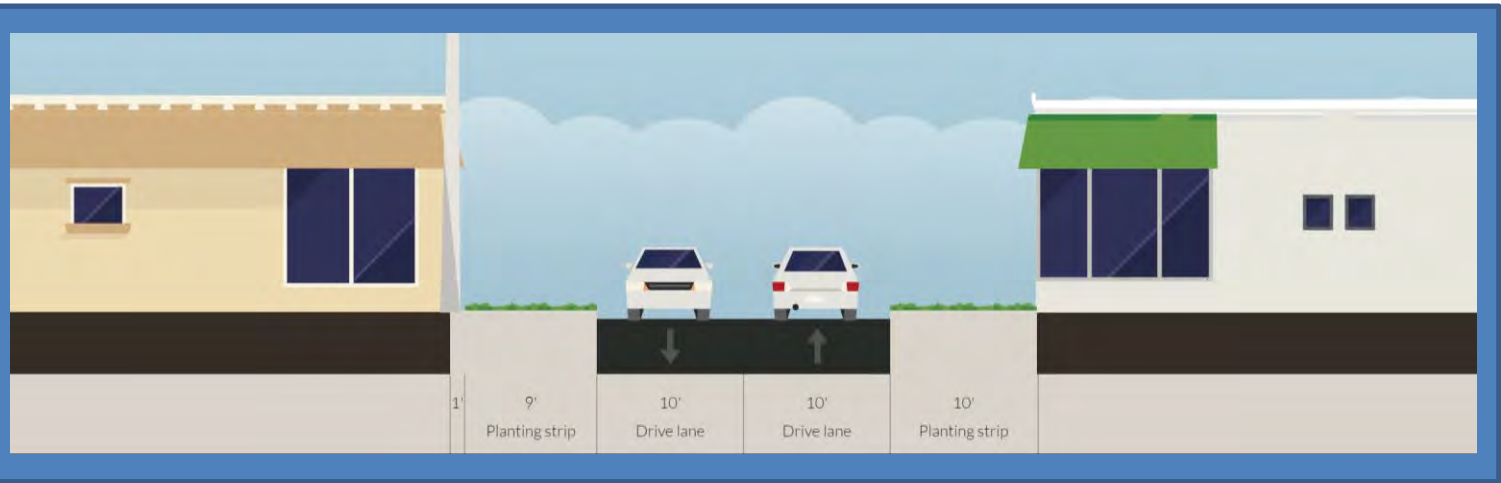 1' 9' 10' 10' 10'
Planting strip Drive lane Drive lane Planting strip